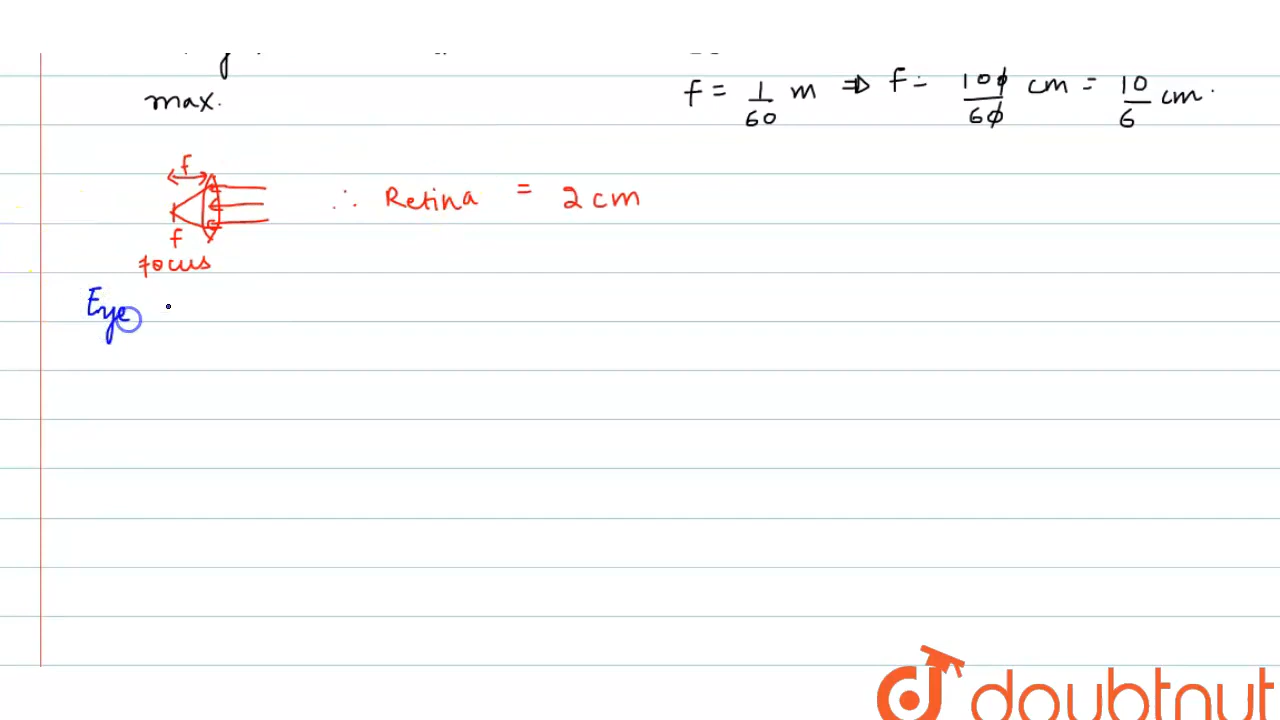 max.
f = 1/60 m ⇒ f = 100/60 cm = 10/6 cm.
f
∴ Retina = 2 cm
f
focus
Eye
doubtnut